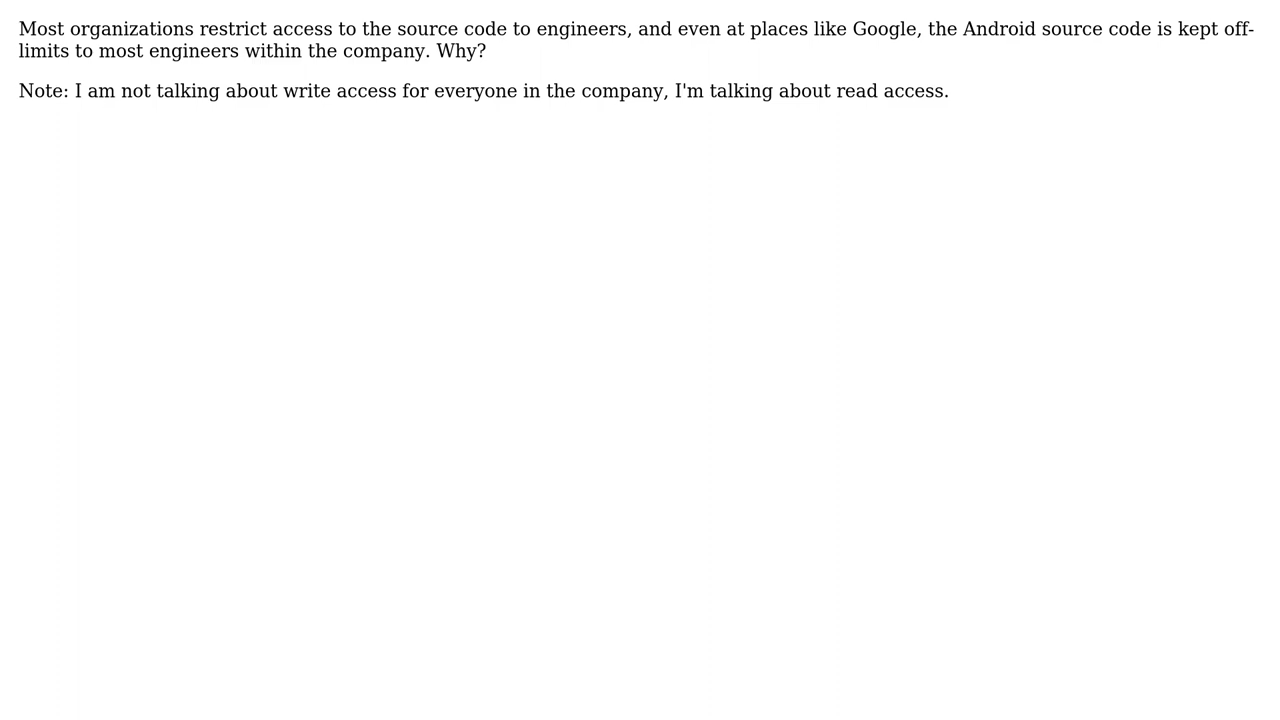 Most organizations restrict access to the source code to engineers, and even at places like Google, the Android source code is kept off-
limits to most engineers within the company. Why?
Note: I am not talking about write access for everyone in the company, I'm talking about read access.